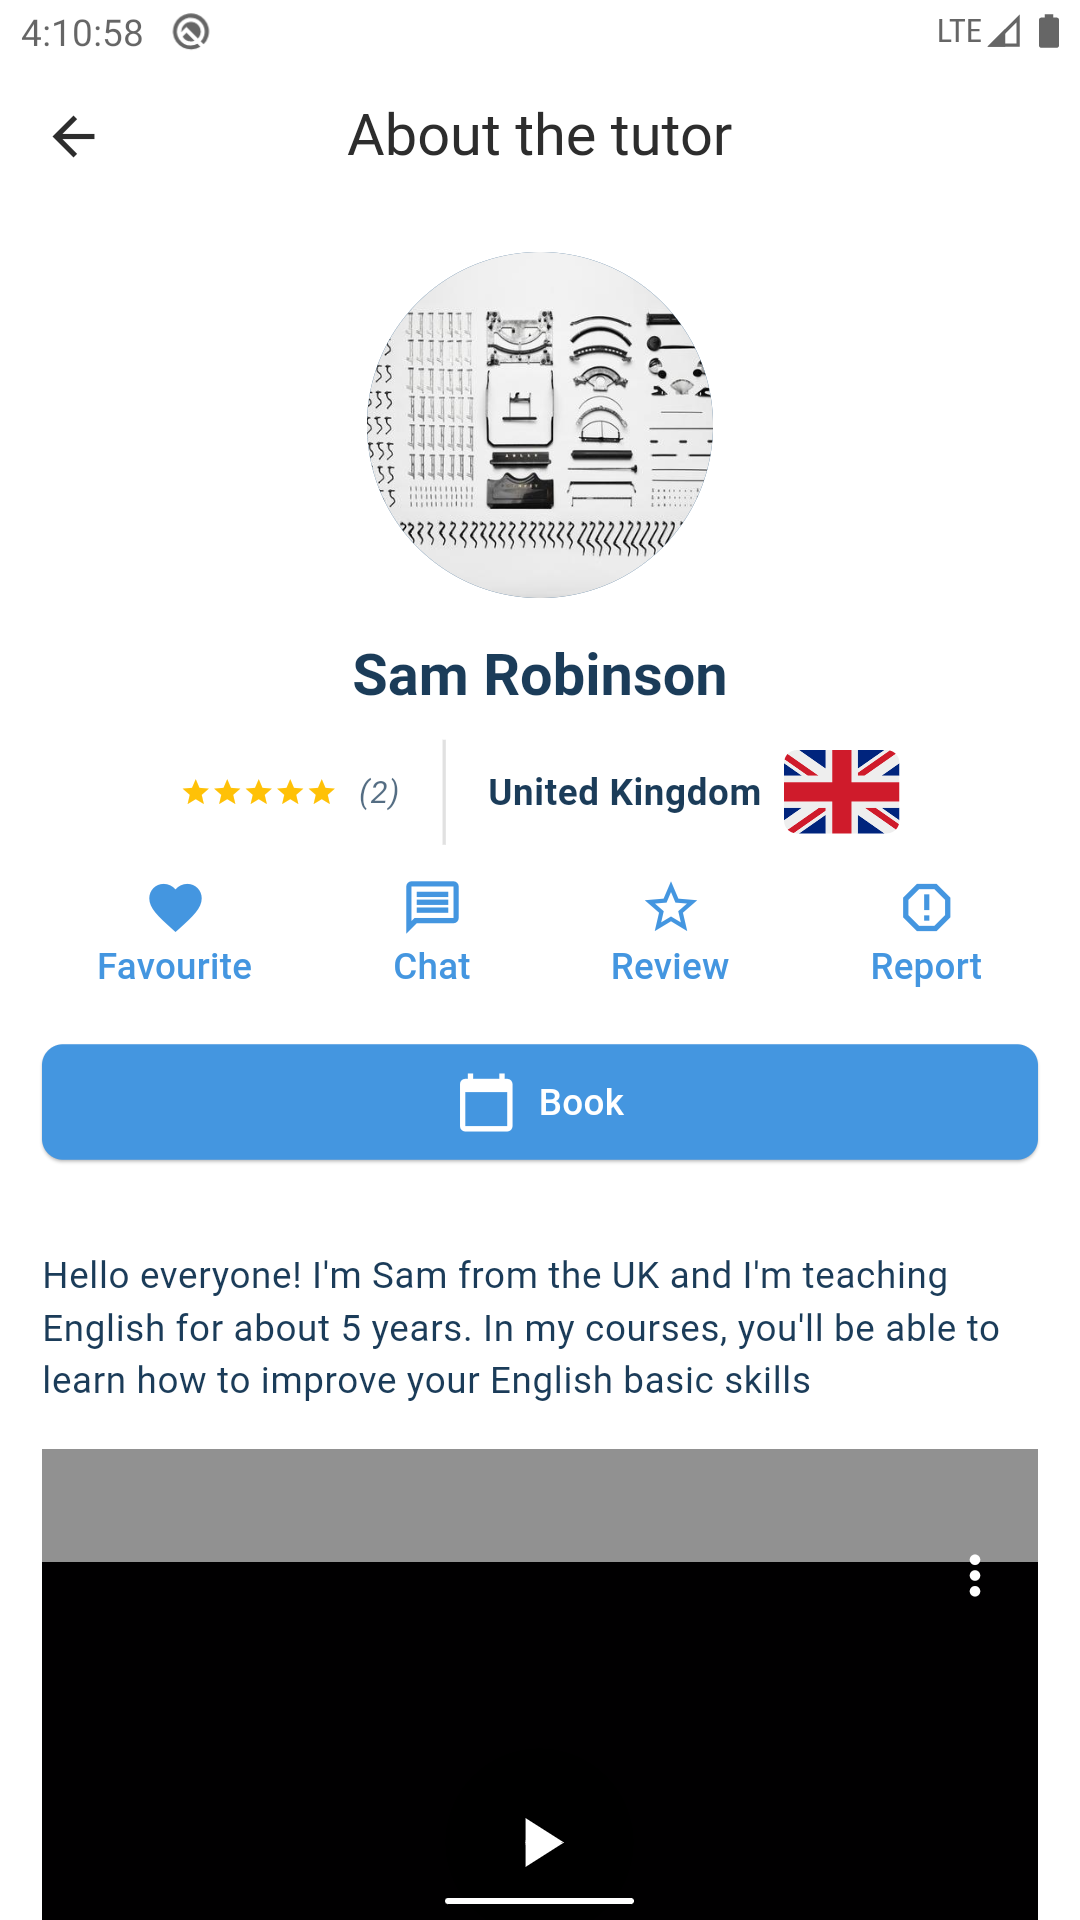 4:10:58
LTE
About the tutor
Sam Robinson
(2)
United Kingdom
Favourite
Chat
Review
Report
Book
Hello everyone! I'm Sam from the UK and I'm teaching
English for about 5 years. In my courses, you'll be able to
learn how to improve your English basic skills